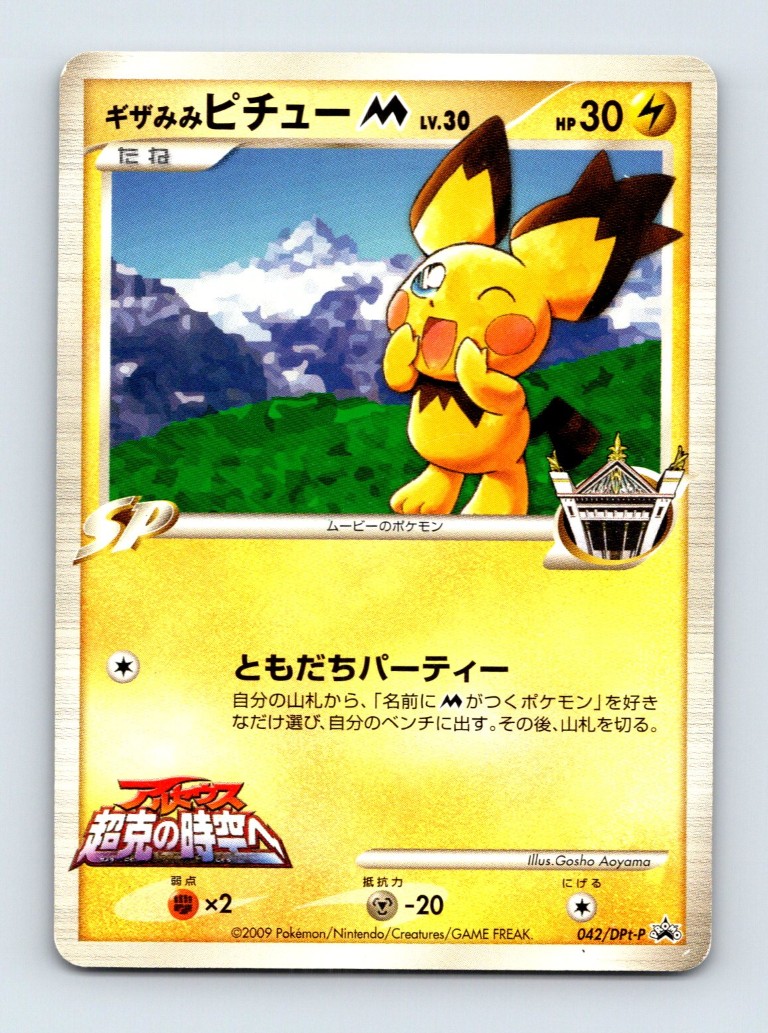 ギザみみピチュー M LV.30 HP 30
たね
SP
ムービーのポケモン
ともだちパーティー
自分の山札から、「名前に M がつくポケモン」を好き
なだけ選び、自分のベンチに出す。その後、山札を切る。
アルセウス
超克の時空へ
Illus.Gosho Aoyama
弱点 抵抗力 にげる
×2 -20
©2009 Pokémon/Nintendo/Creatures/GAME FREAK.
042/DPt-P
PROMO